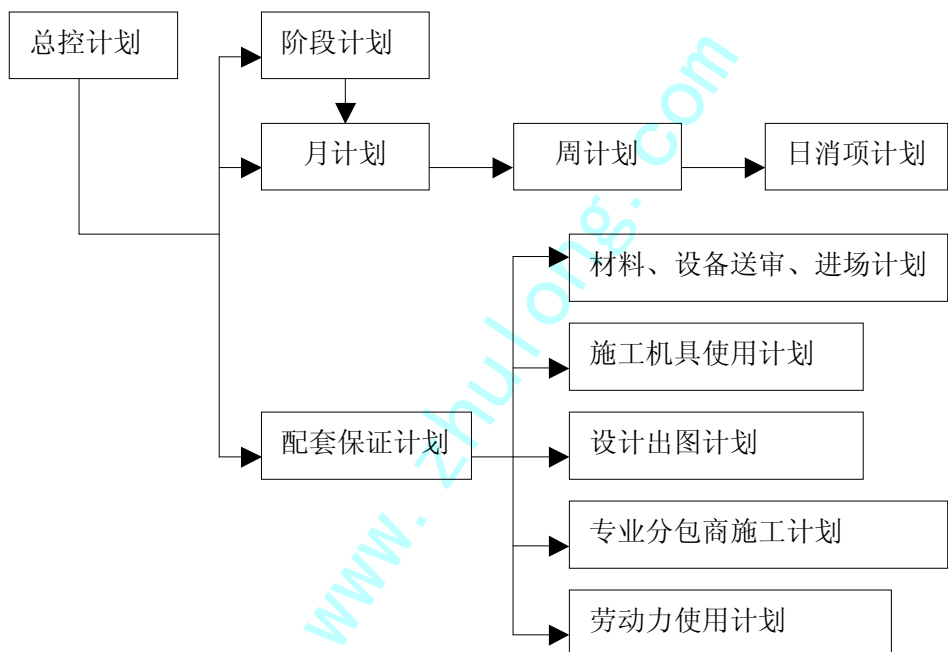 总控计划
阶段计划
月计划
周计划
日消项计划
材料、设备送审、进场计划
施工机具使用计划
配套保证计划
设计出图计划
专业分包商施工计划
劳动力使用计划
www.zhulong.com